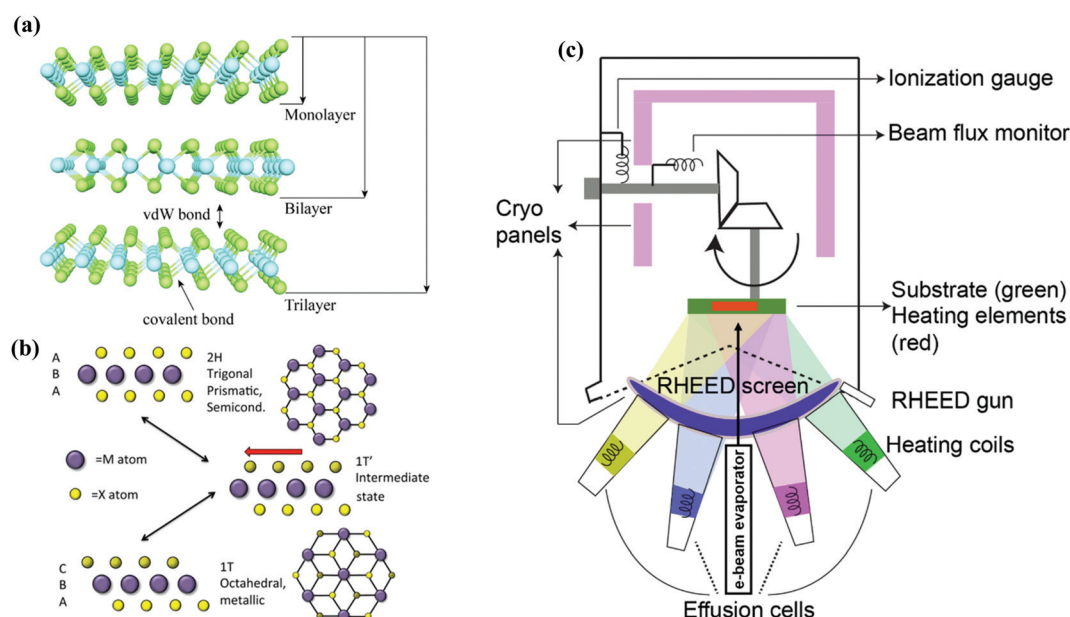 (a)
Monolayer
Bilayer
vdW bond
Trilayer
covalent bond
(b)
A
B
A
2H
Trigonal
Prismatic,
Semicond.
=M atom
=X atom
1T'
Intermediate
state
C
B
A
1T
Octahedral,
metallic
(c)
Ionization gauge
Beam flux monitor
Cryo
panels
Substrate (green)
Heating elements
(red)
RHEED screen
RHEED gun
Heating coils
e-beam evaporator
Effusion cells